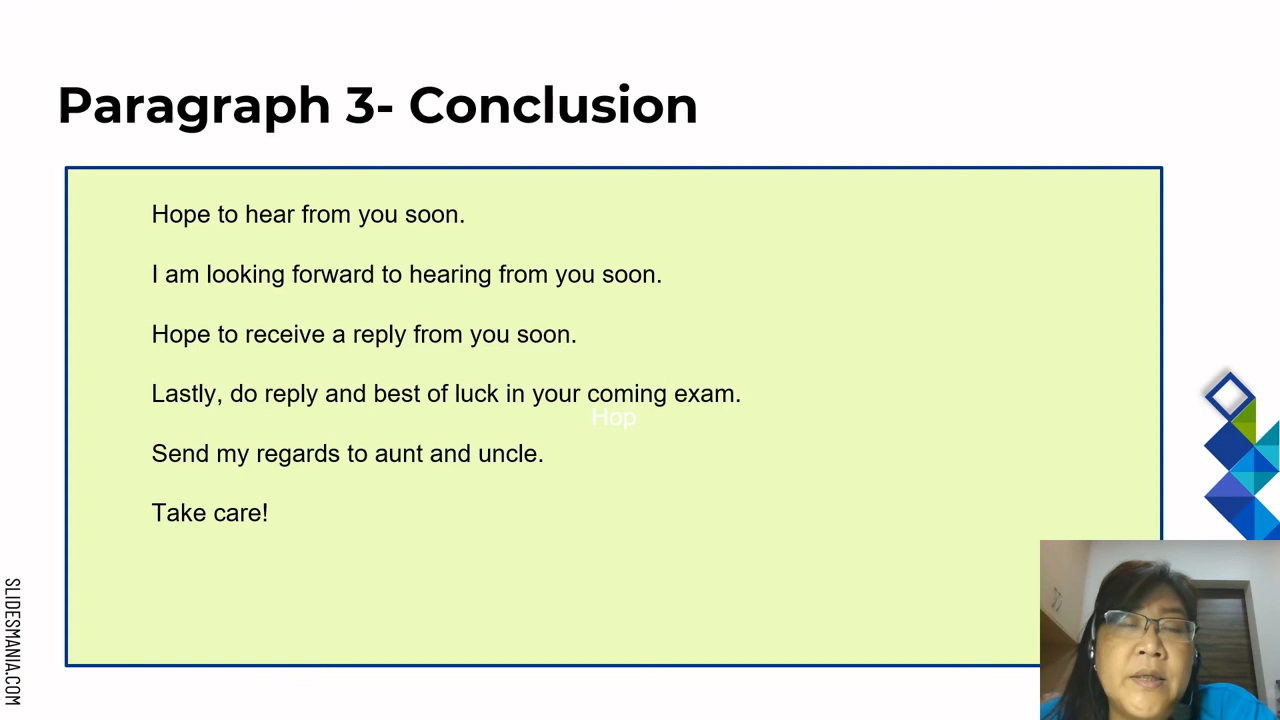 Paragraph 3- Conclusion
Hope to hear from you soon.
I am looking forward to hearing from you soon.
Hope to receive a reply from you soon.
Lastly, do reply and best of luck in your coming exam.
Hop
Send my regards to aunt and uncle.
Take care!
SLIDESMANIA.COM